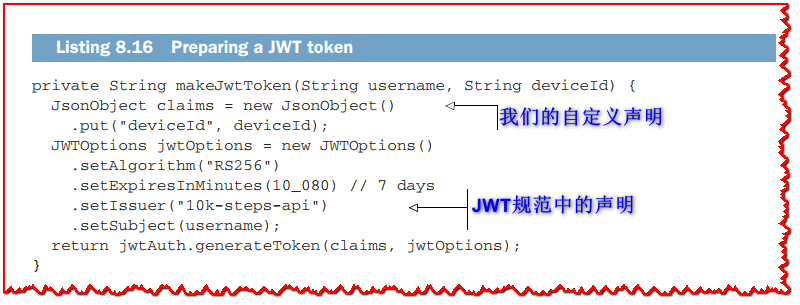 Listing 8.16 Preparing a JWT token
private String makeJwtToken(String username, String deviceId) {
JsonObject claims = new JsonObject()
我们的自定义声明
.put("deviceId", deviceId);
JWTOptions jwtOptions = new JWTOptions()
.setAlgorithm("RS256")
.setExpiresInMinutes(10_080) // 7 days
.setIssuer("10k-steps-api")
JWT规范中的声明
.setSubject(username);
return jwtAuth.generateToken(claims, jwtOptions);
}